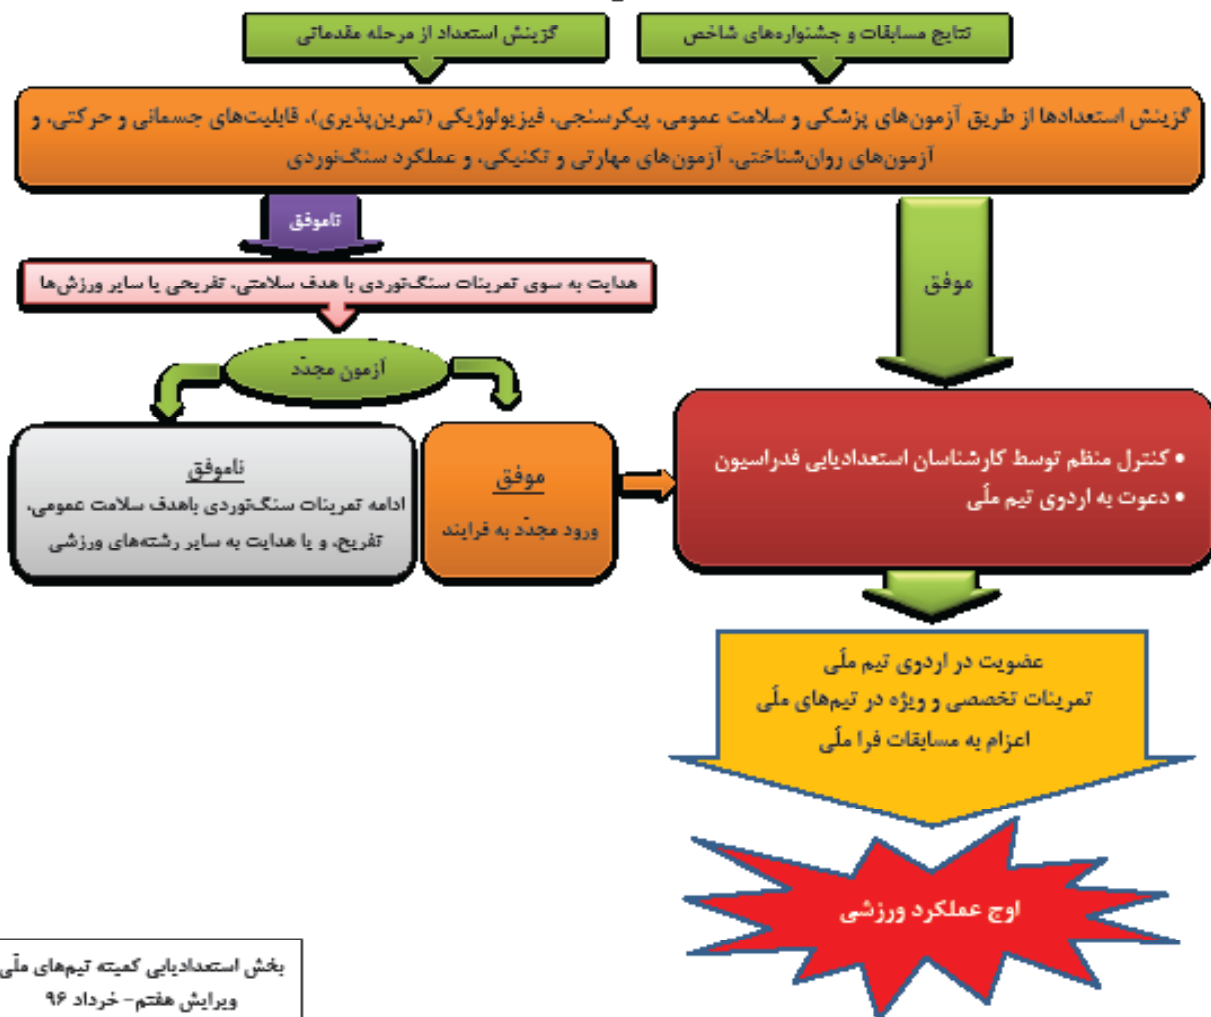 نتایج مسابقات و جشنواره‌های شاخص
گزینش استعداد از مرحله مقدماتی
گزینش استعدادها از طریق آزمون‌های پزشکی و سلامت عمومی، پیکرسنجی، فیزیولوژیکی (تمرین‌پذیری)، قابلیت‌های جسمانی و حرکتی، و
آزمون‌های روان‌شناختی، آزمون‌های مهارتی و تکنیکی، و عملکرد سنگ‌نوردی
موفق
ناموفق
هدایت به سوی تمرینات سنگ‌نوردی با هدف سلامتی، تفریحی یا سایر ورزش‌ها
آزمون مجدّد
• کنترل منظم توسط کارشناسان استعدادیابی فدراسیون
• دعوت به اردوی تیم ملّی
موفق
ورود مجدّد به فرایند
ناموفق
ادامه تمرینات سنگ‌نوردی باهدف سلامت عمومی،
تفریح، و یا هدایت به سایر رشته‌های ورزشی
عضویت در اردوی تیم ملّی
تمرینات تخصصی و ویژه در تیم‌های ملّی
اعزام به مسابقات فرا ملّی
اوج عملکرد ورزشی
بخش استعدادیابی کمیته تیم‌های ملّی
ویرایش هفتم- خرداد ۹۶